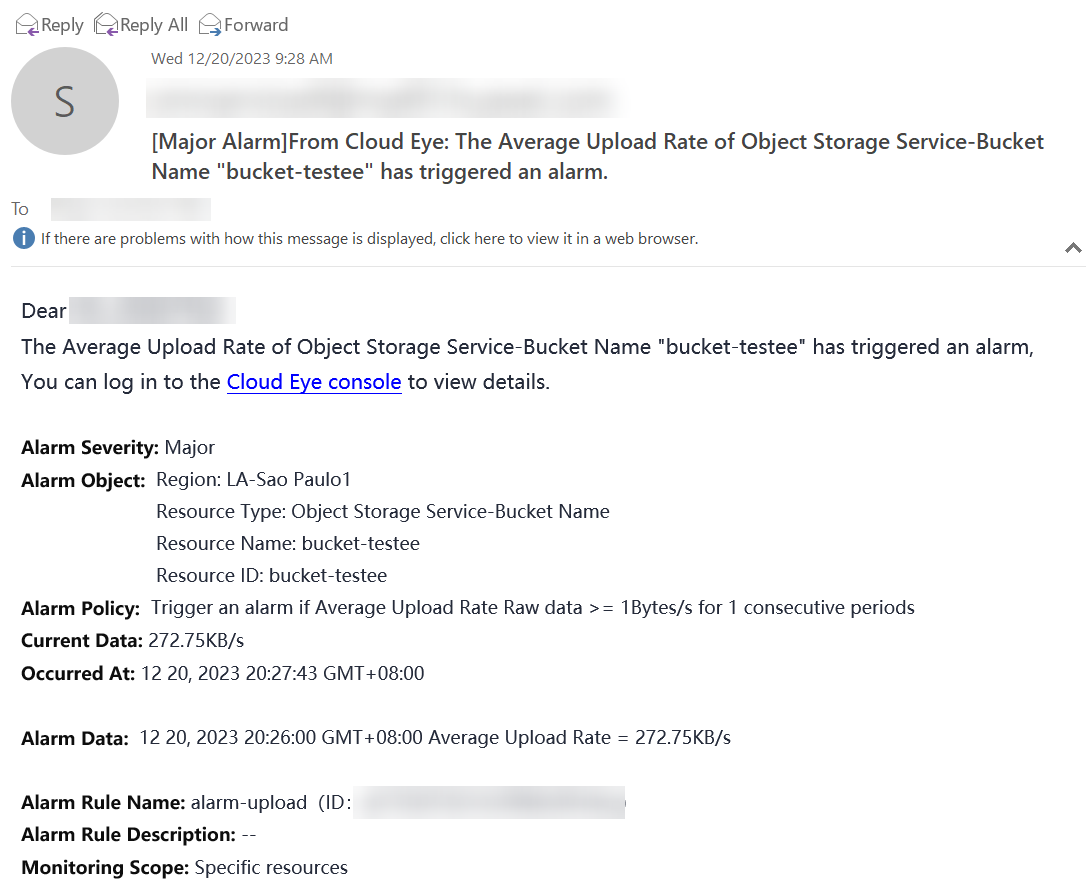 Reply Reply All Forward
Wed 12/20/2023 9:28 AM
S
[Major Alarm]From Cloud Eye: The Average Upload Rate of Object Storage Service-Bucket
Name "bucket-testee" has triggered an alarm.
To
If there are problems with how this message is displayed, click here to view it in a web browser.
Dear
The Average Upload Rate of Object Storage Service-Bucket Name "bucket-testee" has triggered an alarm,
You can log in to the Cloud Eye console to view details.
Alarm Severity: Major
Alarm Object: Region: LA-Sao Paulo1
Resource Type: Object Storage Service-Bucket Name
Resource Name: bucket-testee
Resource ID: bucket-testee
Alarm Policy: Trigger an alarm if Average Upload Rate Raw data >= 1Bytes/s for 1 consecutive periods
Current Data: 272.75KB/s
Occurred At: 12 20, 2023 20:27:43 GMT+08:00
Alarm Data: 12 20, 2023 20:26:00 GMT+08:00 Average Upload Rate = 272.75KB/s
Alarm Rule Name: alarm-upload (ID:
Alarm Rule Description: --
Monitoring Scope: Specific resources